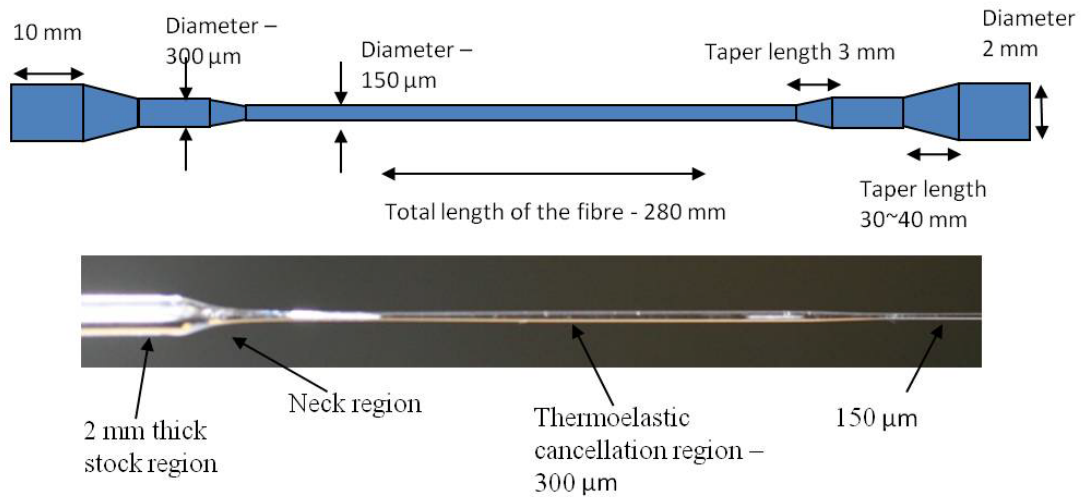 10 mm
Diameter –
300 µm
Diameter –
150 µm
Taper length 3 mm
Diameter
2 mm
Total length of the fibre - 280 mm
Taper length
30~40 mm
2 mm thick
stock region
Neck region
Thermoelastic
cancellation region –
300 µm
150 µm